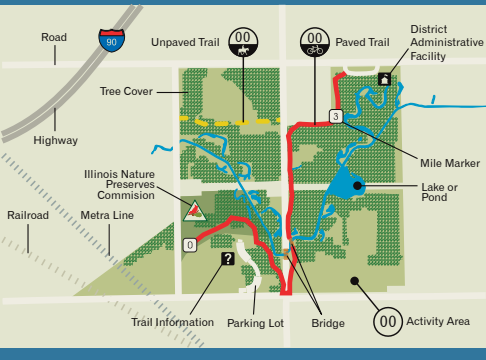 Road
90
Unpaved Trail
00
00
Paved Trail
District
Administrative
Facility
Tree Cover
3
Highway
Mile Marker
Illinois Nature
Preserves
Commision
Lake or
Pond
Railroad
Metra Line
0
?
Trail Information
Parking Lot
Bridge
00
Activity Area